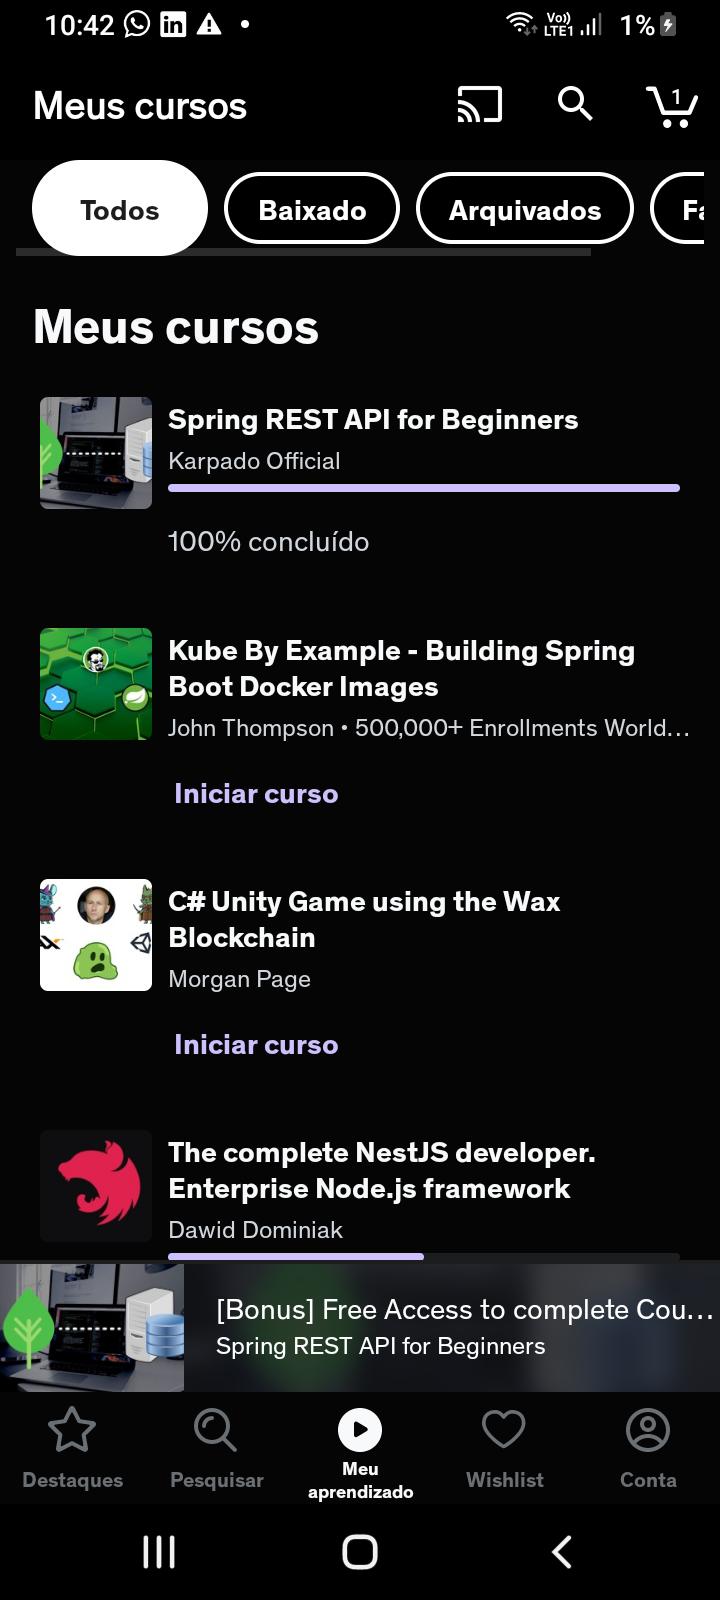 10:42
Vo))
LTE1
1%
Meus cursos
1
Todos
Baixado
Arquivados
Meus cursos
Spring REST API for Beginners
Karpado Official
100% concluído
Kube By Example - Building Spring
Boot Docker Images
John Thompson • 500,000+ Enrollments World...
Iniciar curso
C# Unity Game using the Wax
Blockchain
Morgan Page
Iniciar curso
The complete NestJS developer.
Enterprise Node.js framework
Dawid Dominiak
[Bonus] Free Access to complete Cou...
Spring REST API for Beginners
Destaques
Pesquisar
Meu
aprendizado
Wishlist
Conta